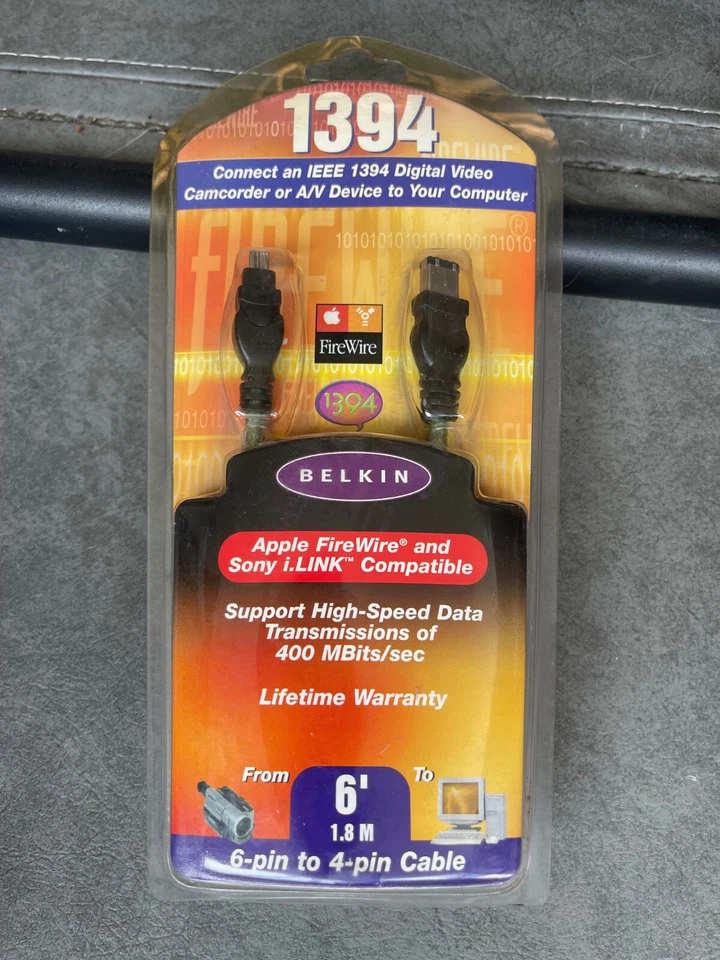 1394
Connect an IEEE 1394 Digital Video
Camcorder or A/V Device to Your Computer
FireWire
®
1010101010101001010101
FireWire
1394
BELKIN
Apple FireWire® and
Sony i.LINK™ Compatible
Support High-Speed Data
Transmissions of
400 MBits/sec
Lifetime Warranty
From
6'
To
1.8 M
6-pin to 4-pin Cable